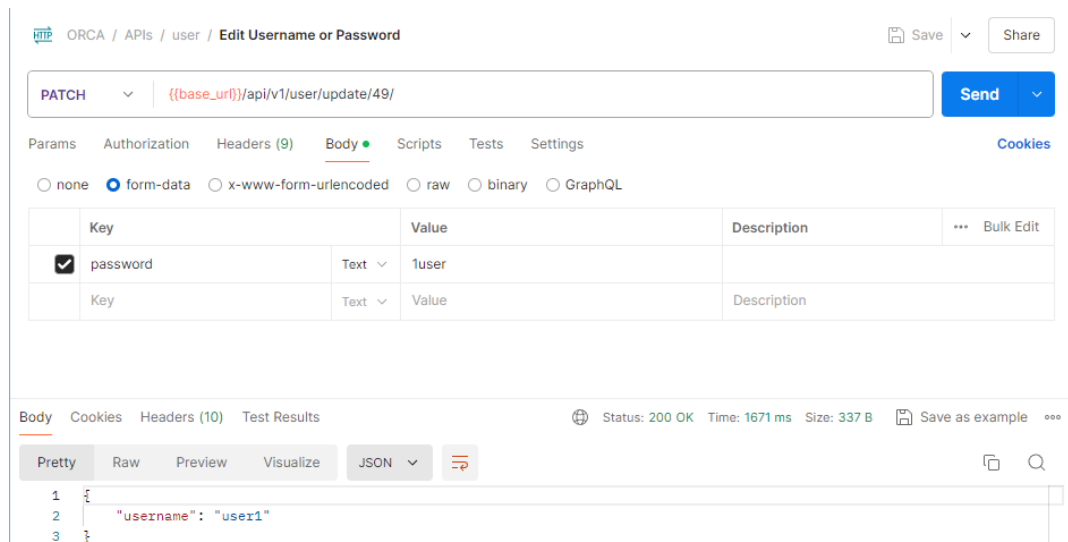 HTTP ORCA / APIs / user / Edit Username or Password Save Share
PATCH {{base_url}}/api/v1/user/update/49/ Send
Params Authorization Headers (9) Body Scripts Tests Settings Cookies
none form-data x-www-form-urlencoded raw binary GraphQL
Key Value Description ••• Bulk Edit
password Text 1user
Key Text Value Description
Body Cookies Headers (10) Test Results Status: 200 OK Time: 1671 ms Size: 337 B Save as example
Pretty Raw Preview Visualize JSON
1 {
2 "username": "user1"
3 }